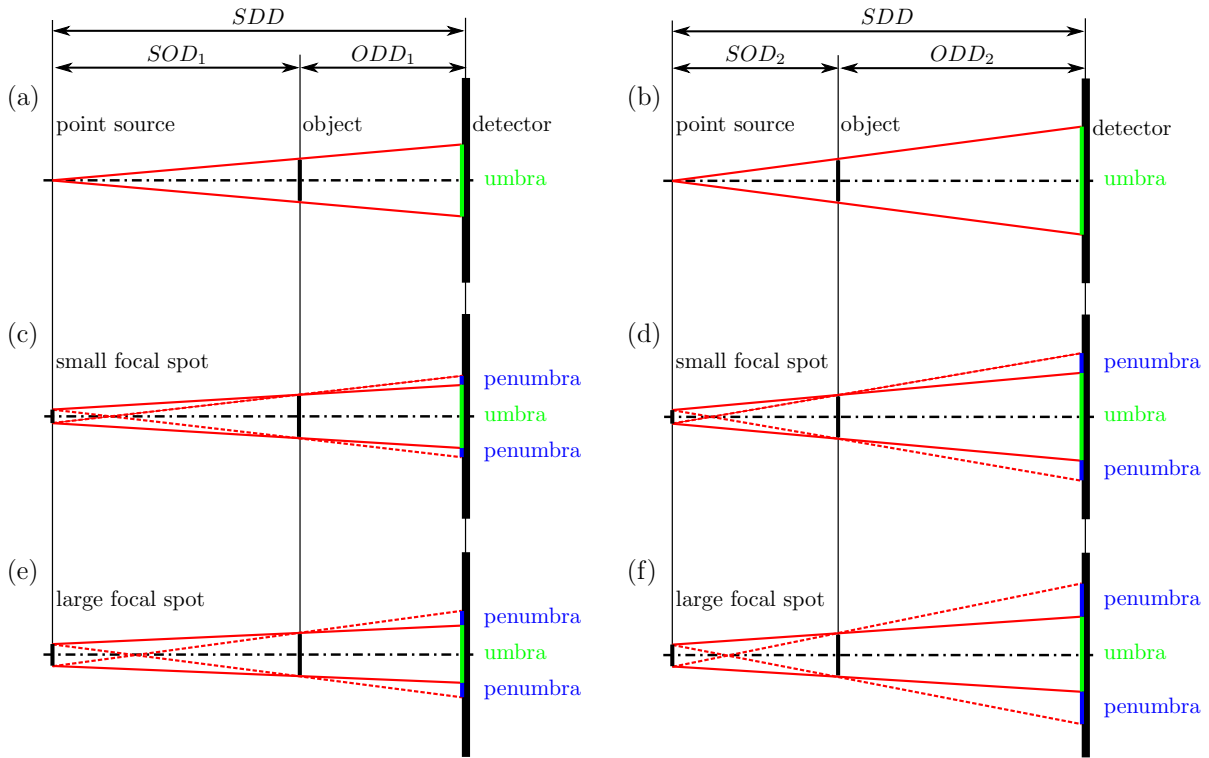 SDD
SOD₁ ODD₁
(a)
point source object detector
umbra
SDD
SOD₂ ODD₂
(b)
point source object detector
umbra
(c)
small focal spot
penumbra
umbra
penumbra
(d)
small focal spot
penumbra
umbra
penumbra
(e)
large focal spot
penumbra
umbra
penumbra
(f)
large focal spot
penumbra
umbra
penumbra